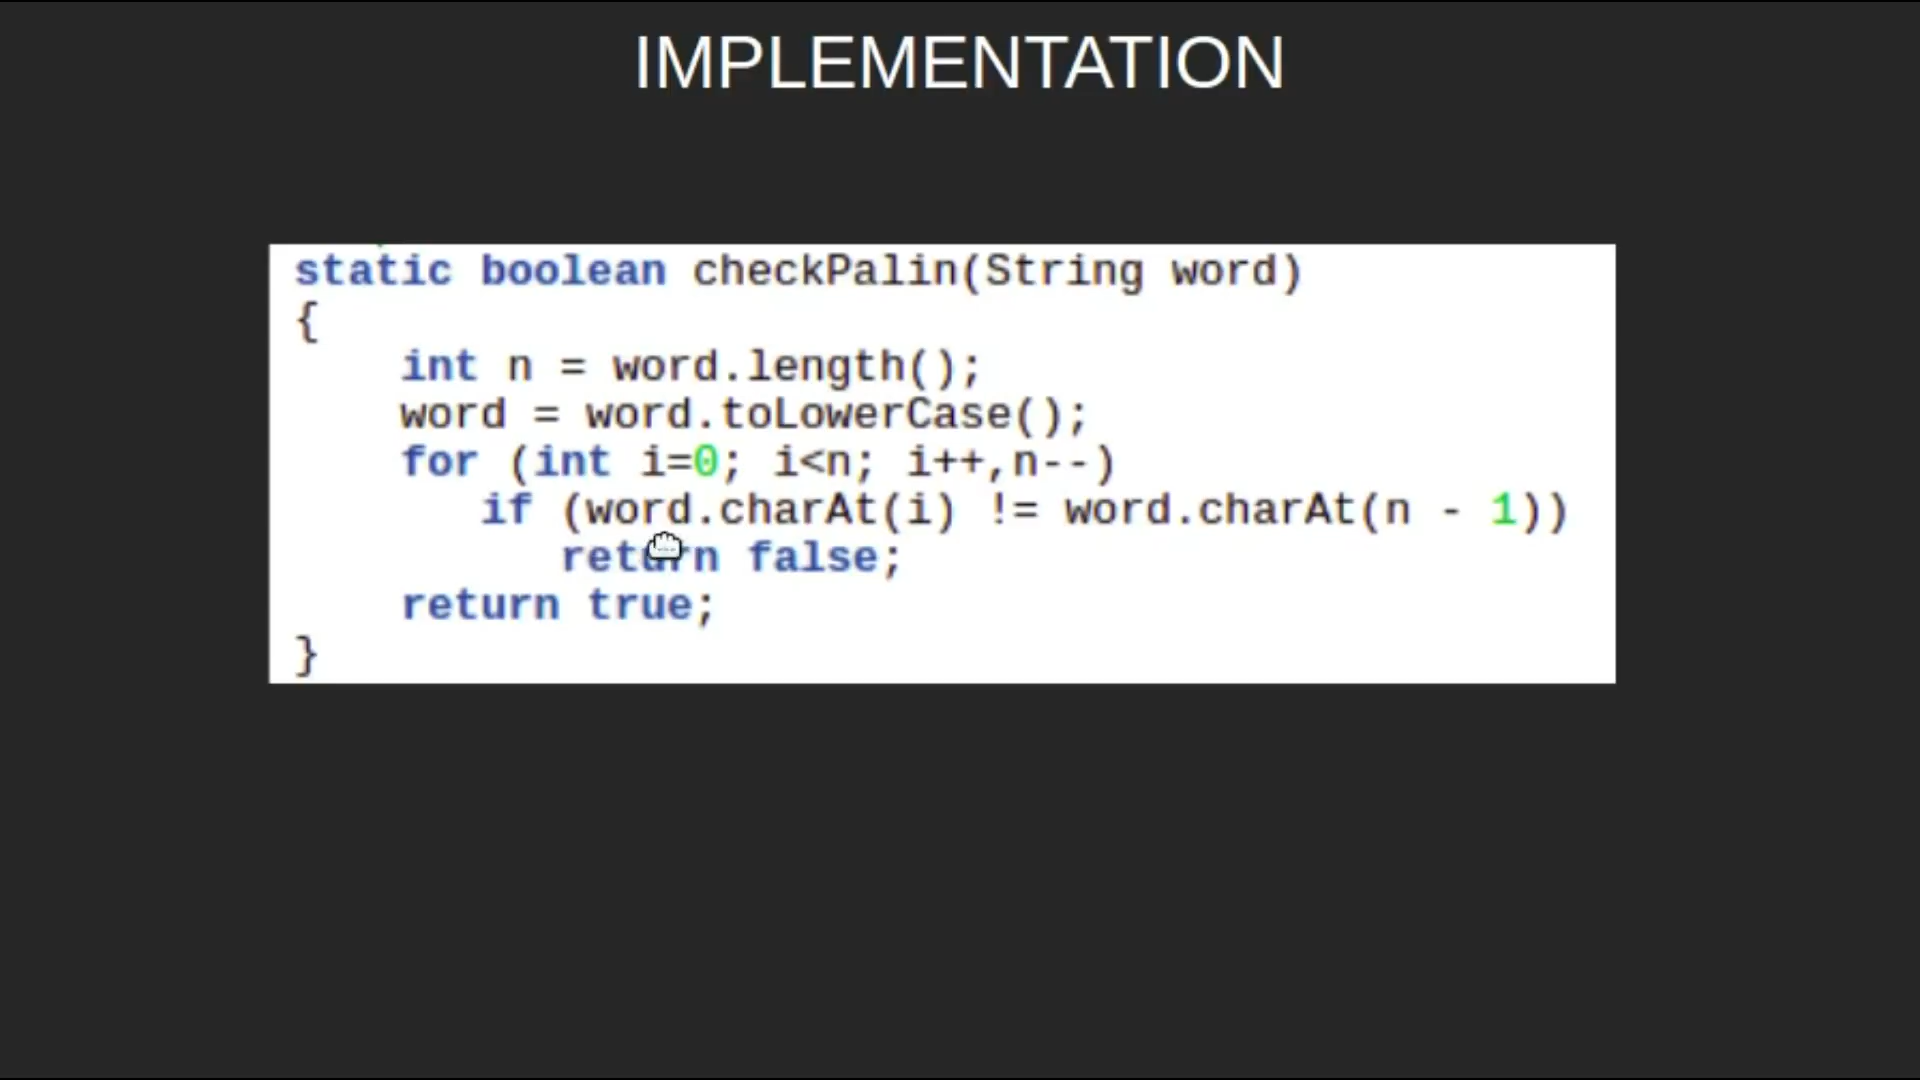 IMPLEMENTATION
static boolean checkPalin(String word)
{
    int n = word.length();
    word = word.toLowerCase();
    for (int i=0; i<n; i++,n--)
       if (word.charAt(i) != word.charAt(n - 1))
          return false;
    return true;
}